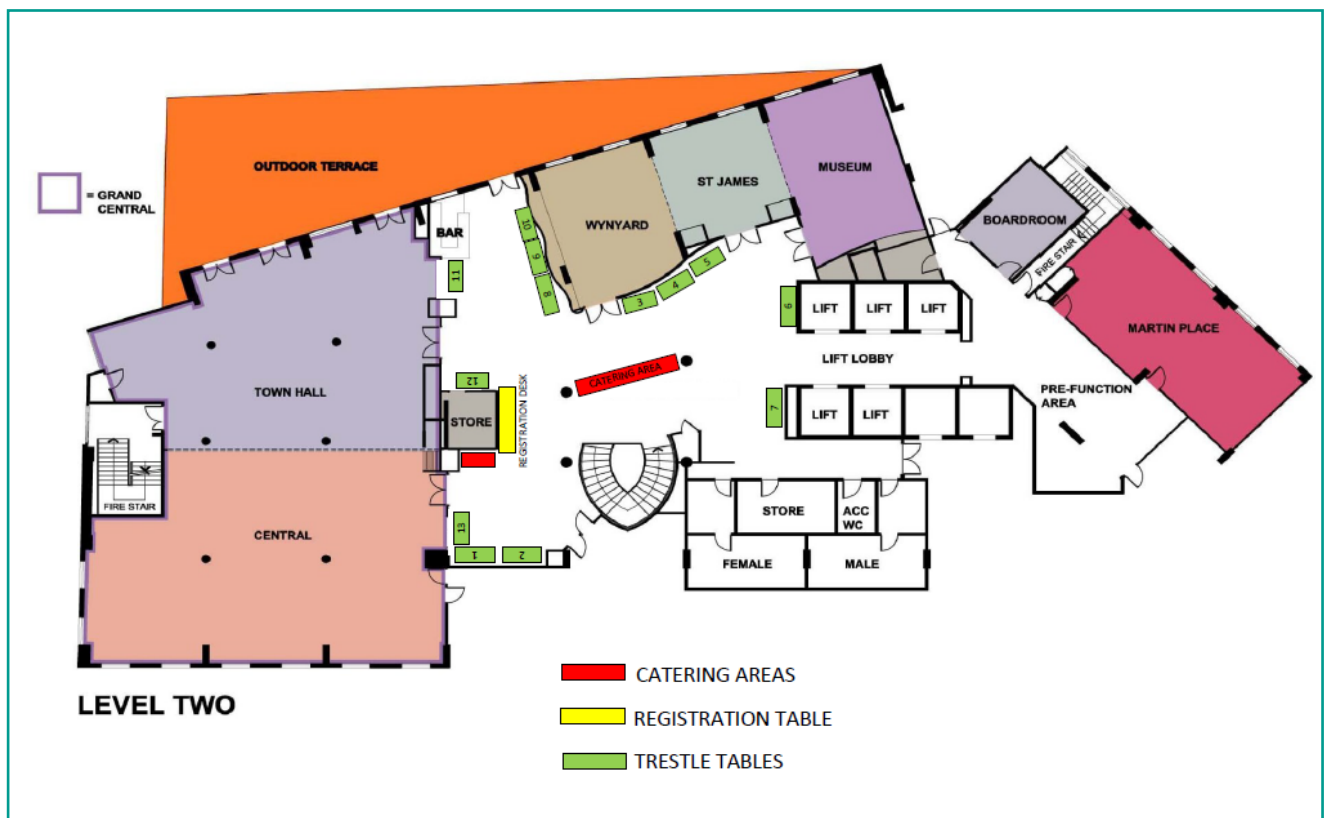 OUTDOOR TERRACE
= GRAND
CENTRAL
BAR
WYNYARD
ST JAMES
MUSEUM
BOARDROOM
FIRE STAIR
MARTIN PLACE
10
9
8
11
3
4
5
6
LIFT
LIFT
LIFT
LIFT LOBBY
7
LIFT
LIFT
PRE-FUNCTION
AREA
CATERING AREA
TOWN HALL
12
STORE
REGISTRATION DESK
FIRE STAIR
CENTRAL
13
1
2
STORE
ACC
WC
FEMALE
MALE
LEVEL TWO
CATERING AREAS
REGISTRATION TABLE
TRESTLE TABLES